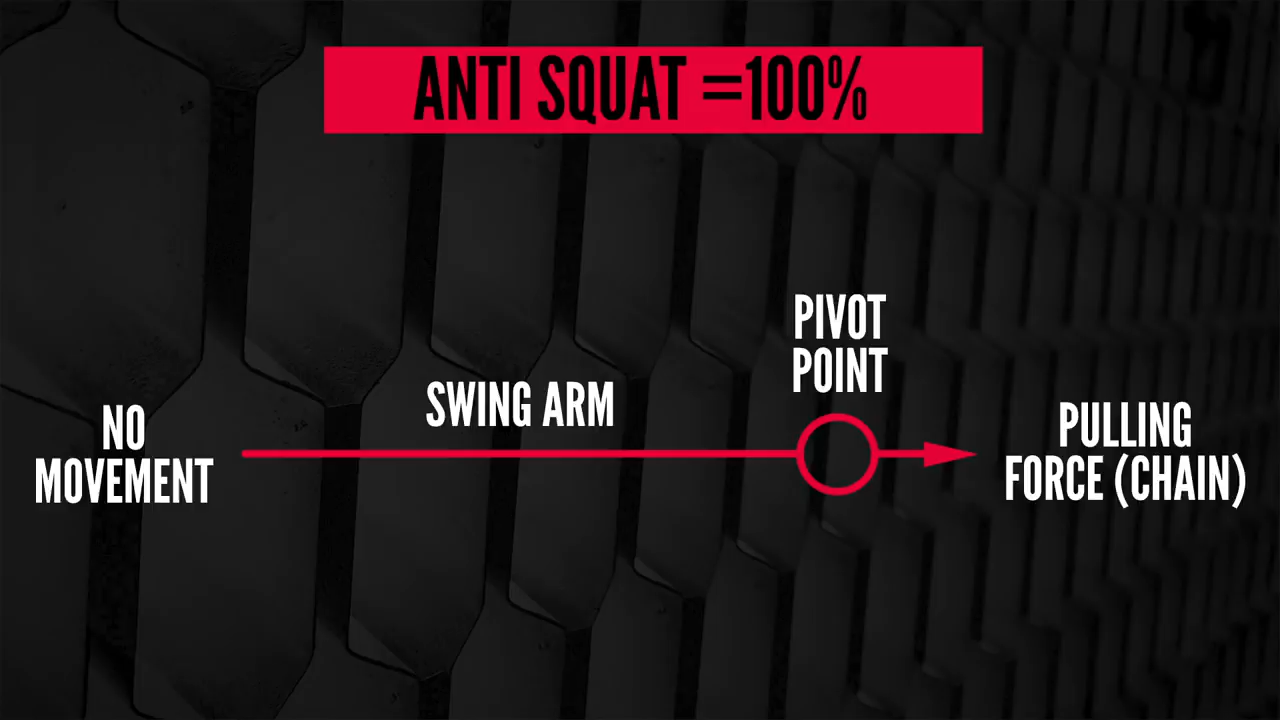 ANTI SQUAT =100%
PIVOT
POINT
SWING ARM
NO
MOVEMENT
PULLING
FORCE (CHAIN)